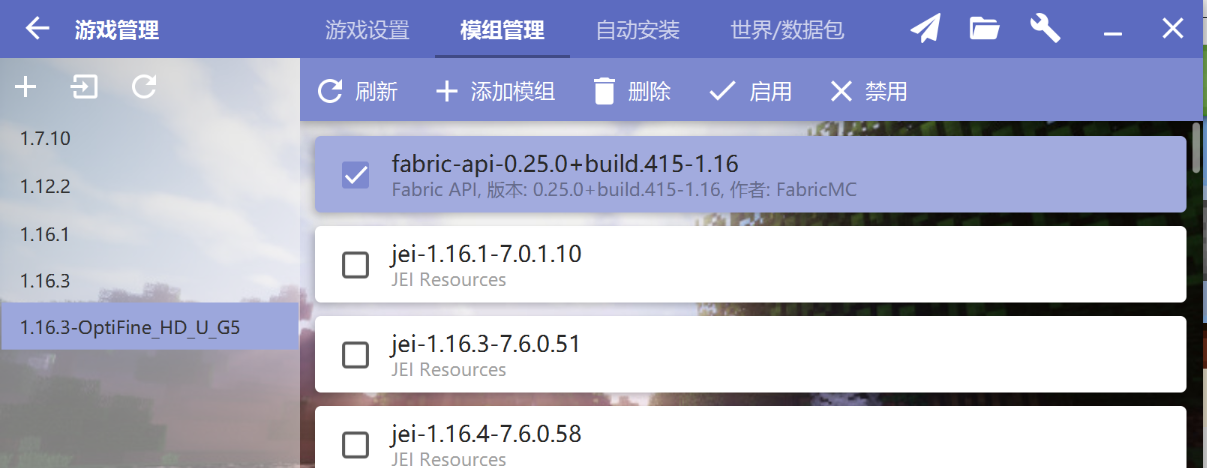 游戏管理 游戏设置 模组管理 自动安装 世界/数据包
刷新 添加模组 删除 启用 禁用
1.7.10
1.12.2
1.16.1
1.16.3
1.16.3-OptiFine_HD_U_G5
fabric-api-0.25.0+build.415-1.16
Fabric API, 版本: 0.25.0+build.415-1.16, 作者: FabricMC
jei-1.16.1-7.0.1.10
JEI Resources
jei-1.16.3-7.6.0.51
JEI Resources
jei-1.16.4-7.6.0.58
JEI Resources